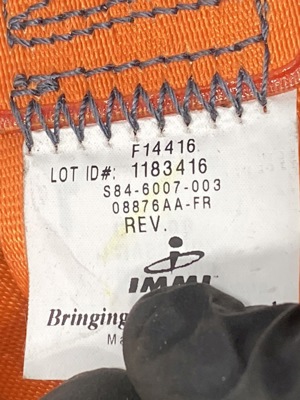 F14416
LOT ID#: 1183416
S84-6007-003
08876AA-FR
REV.
IMMI
Bringing